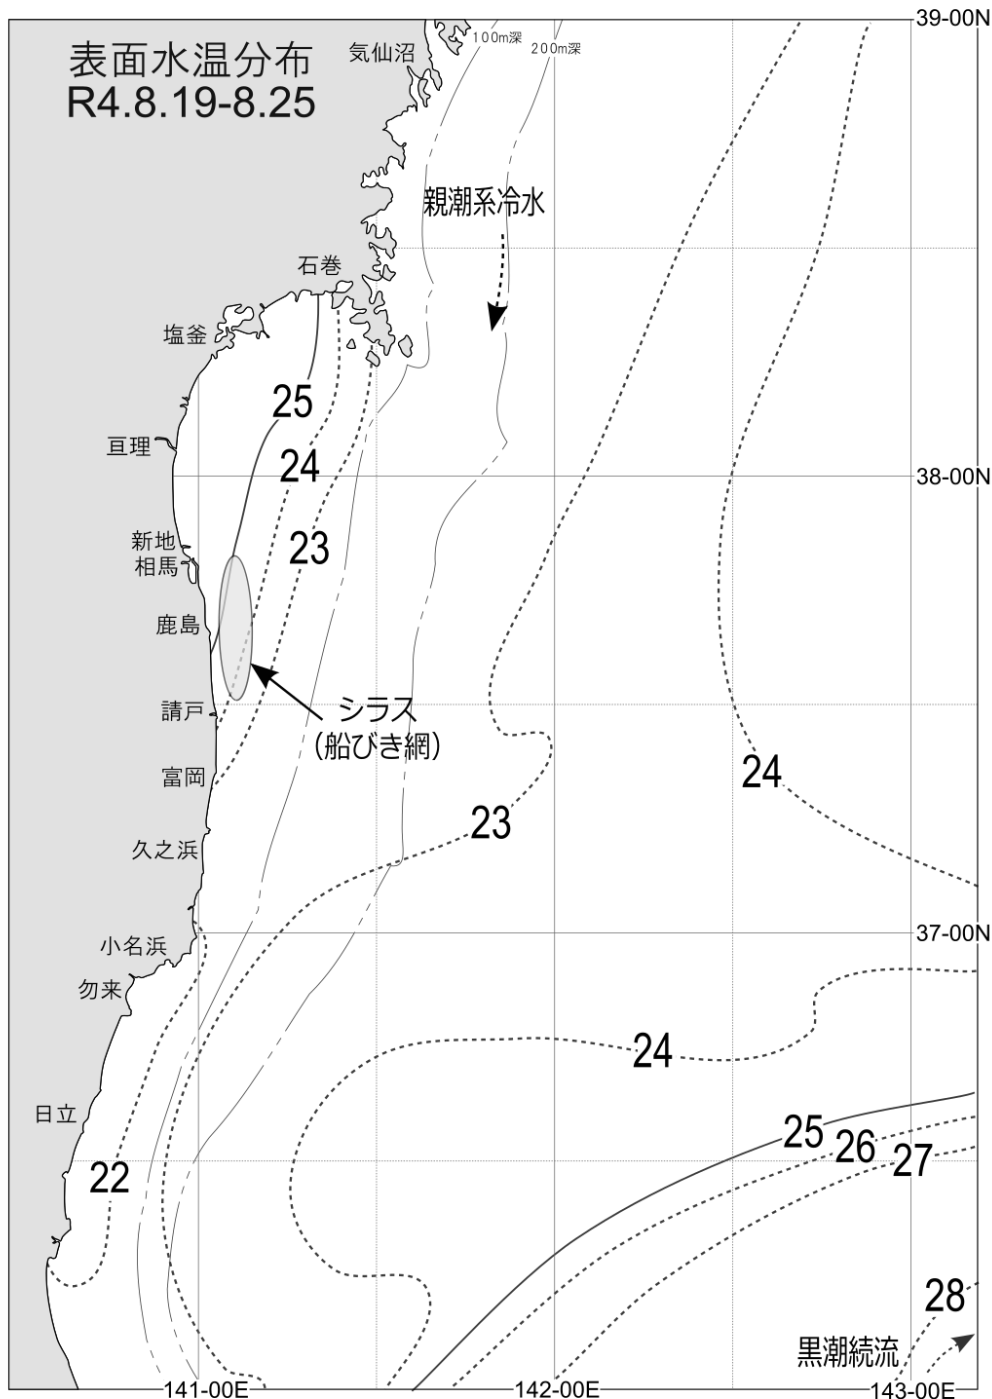 39-00N
100m深
200m深
気仙沼
表面水温分布
R4.8.19-8.25
親潮系冷水
石巻
塩釜
25
亘理
24
38-00N
23
新地
相馬
鹿島
請戸
シラス
(船びき網)
富岡
24
23
久之浜
37-00N
小名浜
勿来
24
日立
25
26
27
22
28
黒潮続流
141-00E
142-00E
143-00E